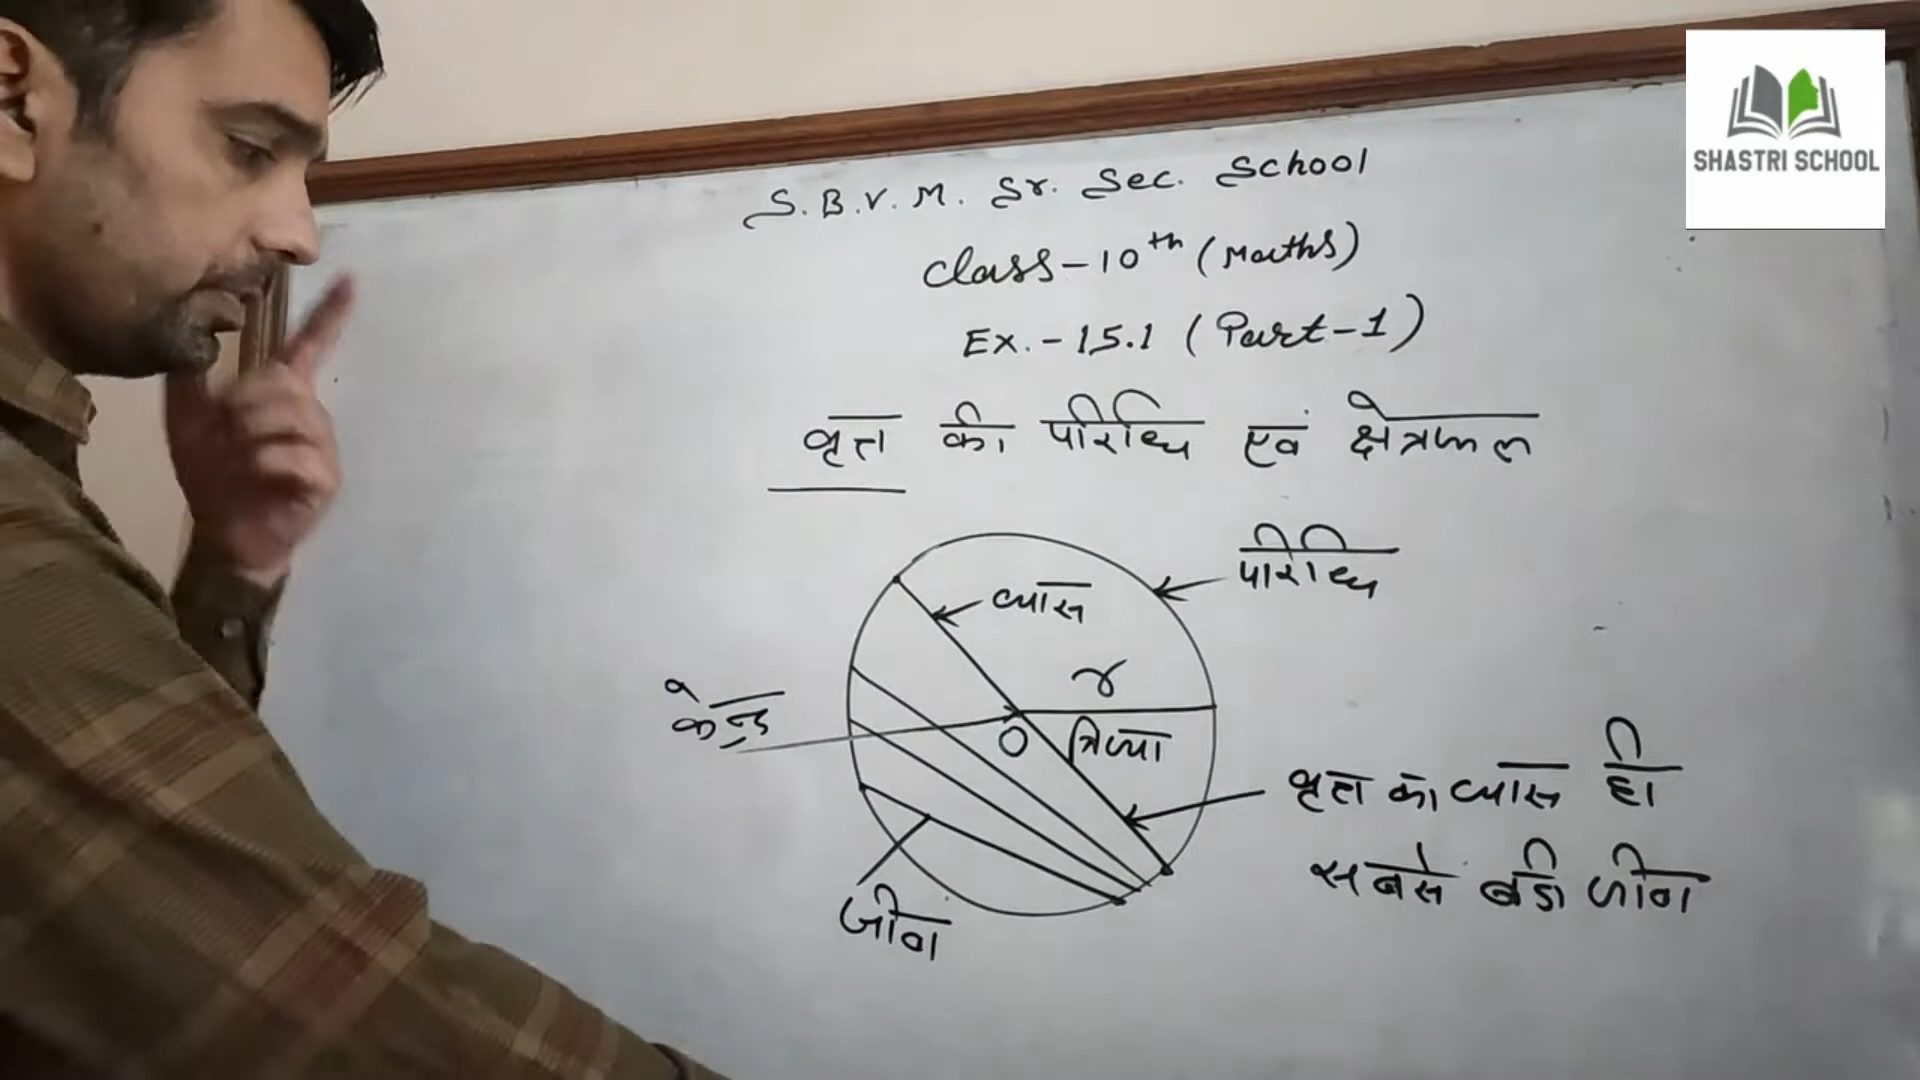 SHASTRI SCHOOL
S.B.V.M. Sr. Sec. School
Class-10th (Maths)
Ex.-15.1 (Part-1)
वृत्त की परिधि एवं क्षेत्रफल
परिधि
व्यास
r
केन्द्र
O
त्रिज्या
वृत्त का व्यास ही
सबसे बड़ी जीवा
जीवा